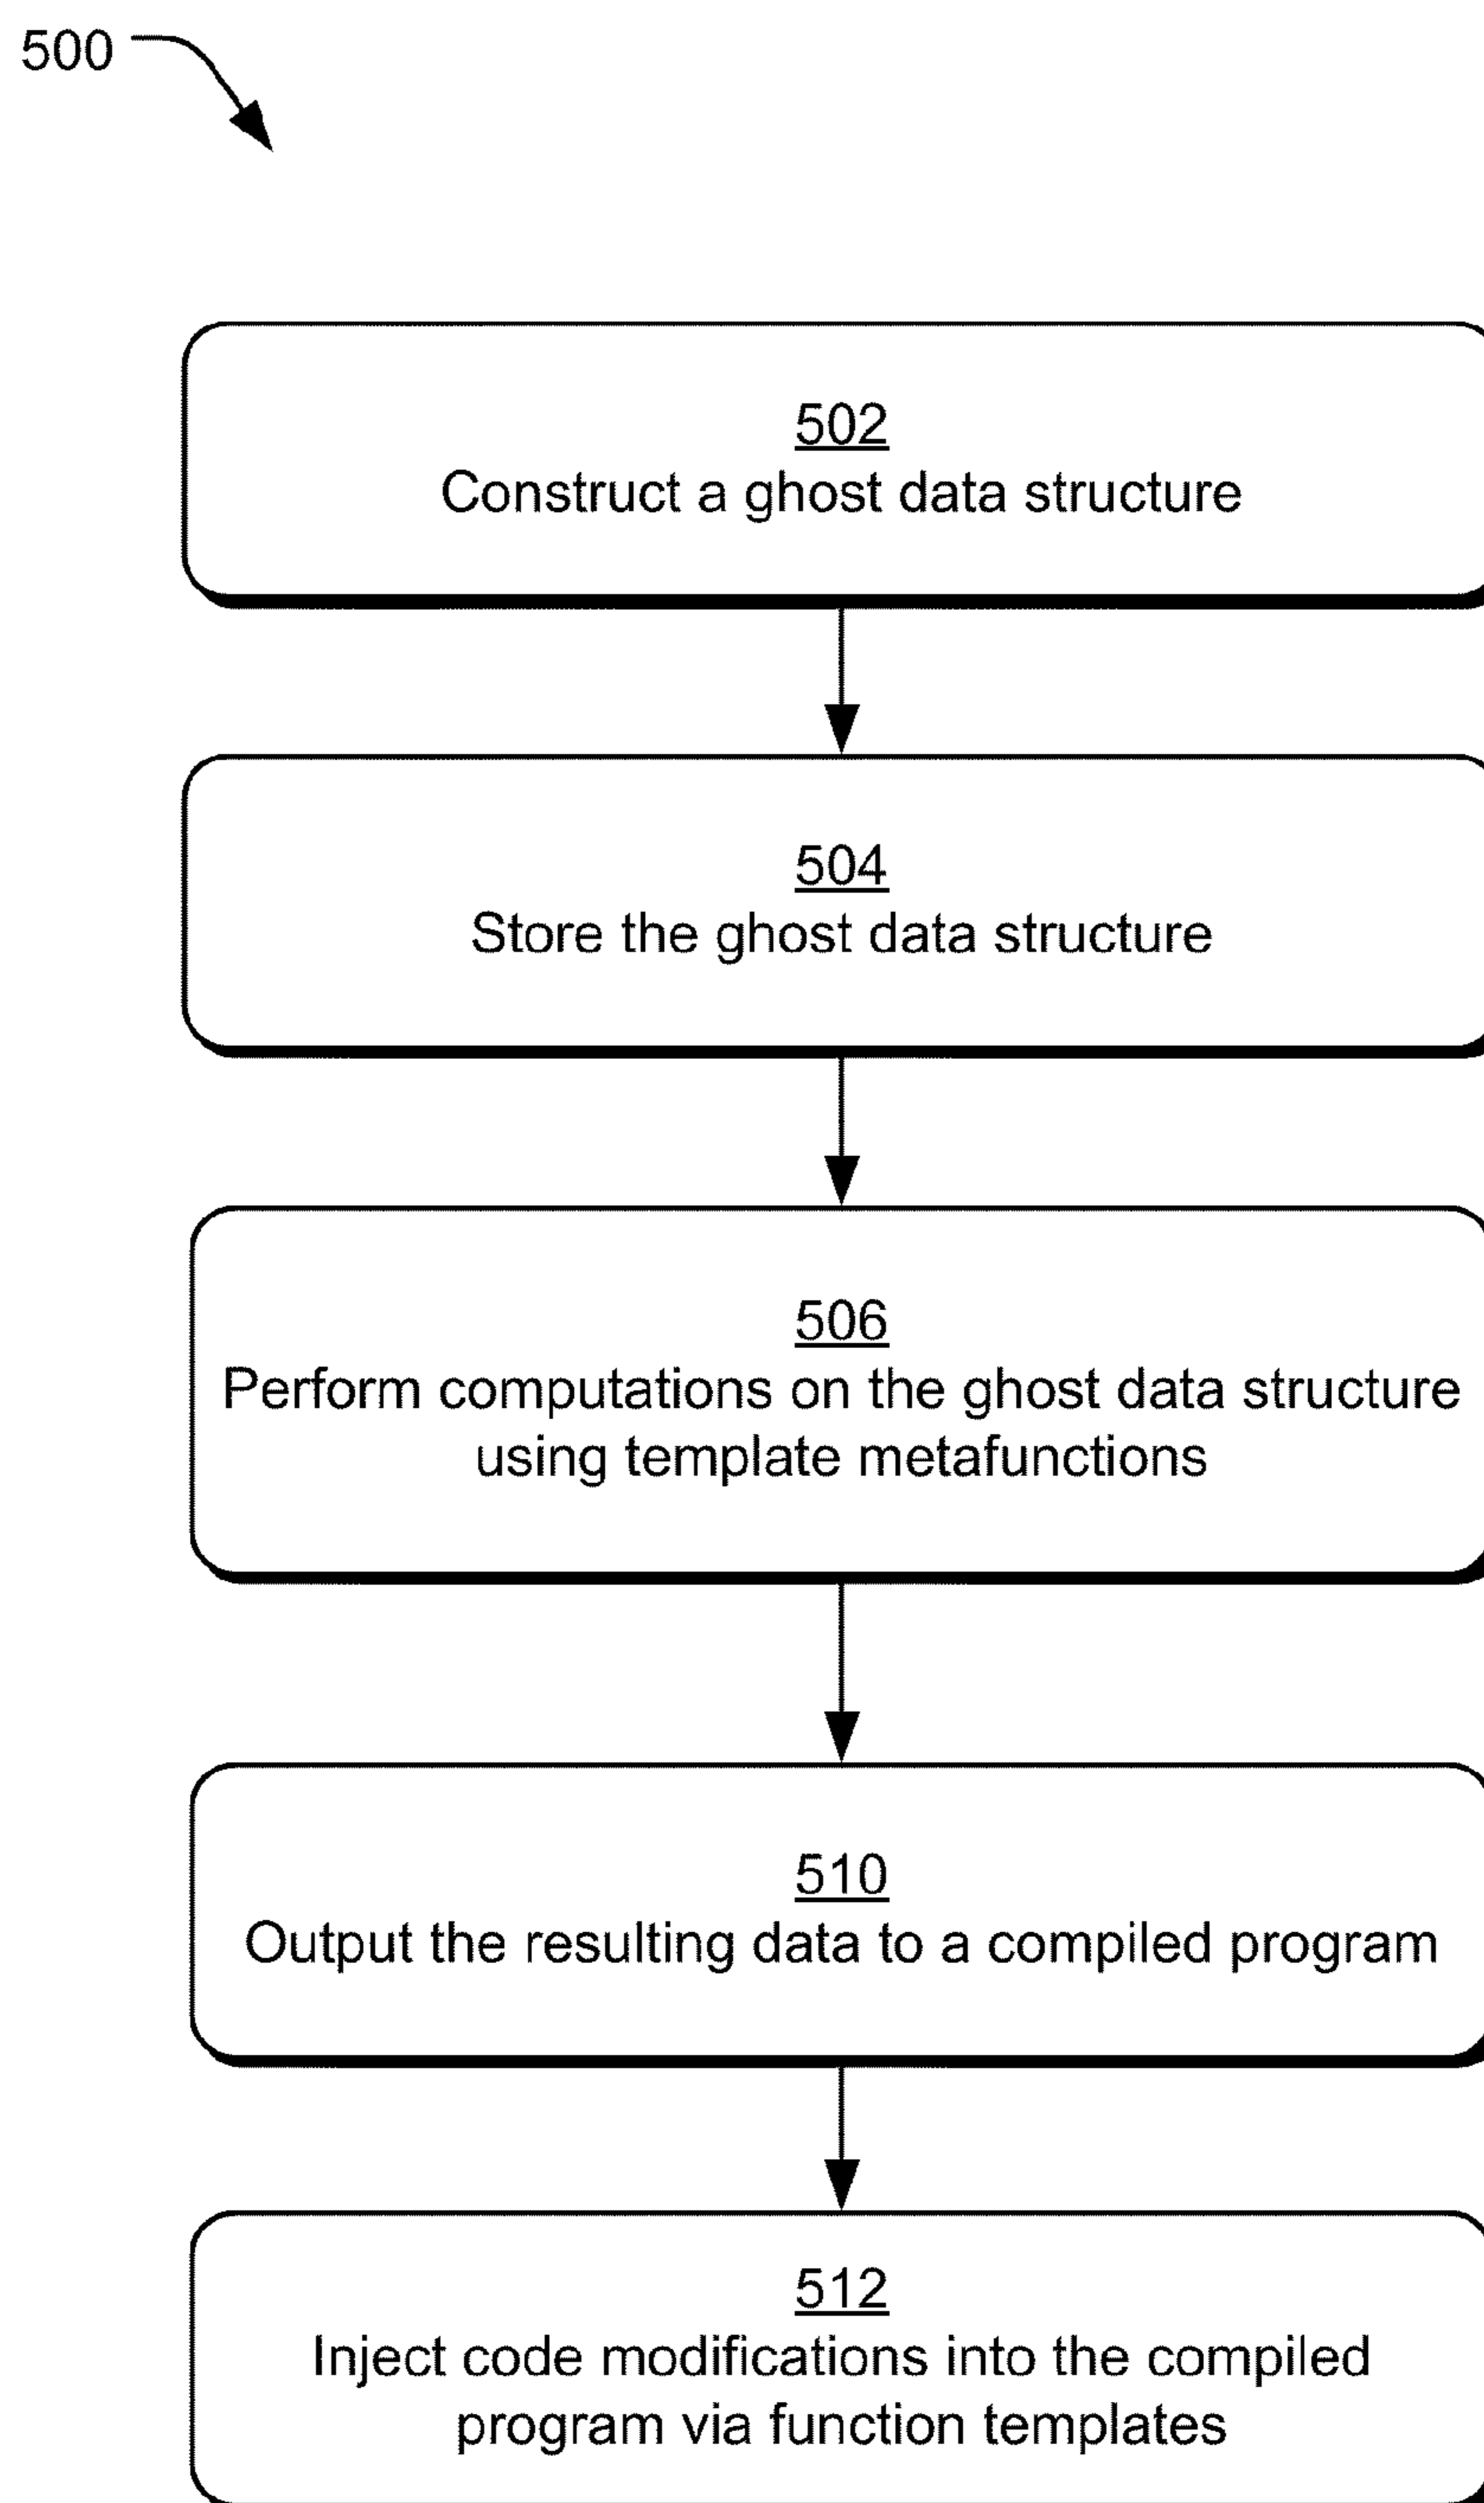 500
502
Construct a ghost data structure
504
Store the ghost data structure
506
Perform computations on the ghost data structure
using template metafunctions
510
Output the resulting data to a compiled program
512
Inject code modifications into the compiled
program via function templates